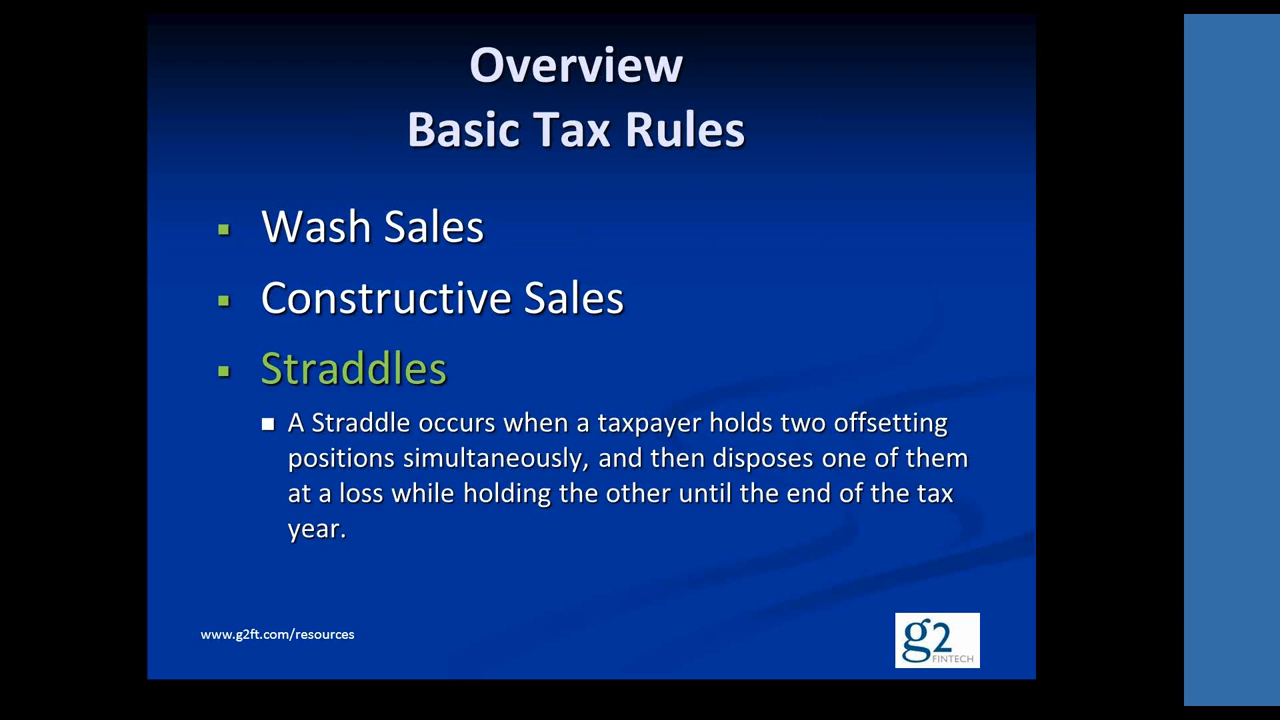 Overview
Basic Tax Rules
Wash Sales
Constructive Sales
Straddles
A Straddle occurs when a taxpayer holds two offsetting
positions simultaneously, and then disposes one of them
at a loss while holding the other until the end of the tax
year.
www.g2ft.com/resources
g2
FINTECH